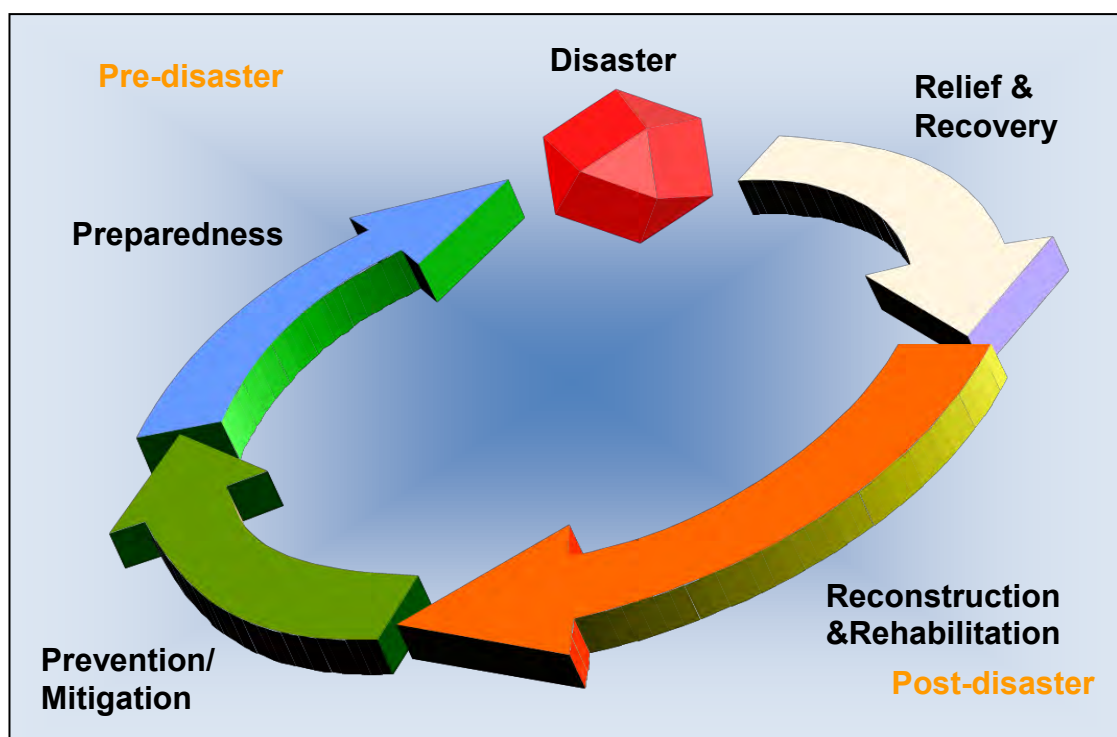 Pre-disaster
Disaster
Relief &
Recovery
Preparedness
Reconstruction
&Rehabilitation
Prevention/
Mitigation
Post-disaster